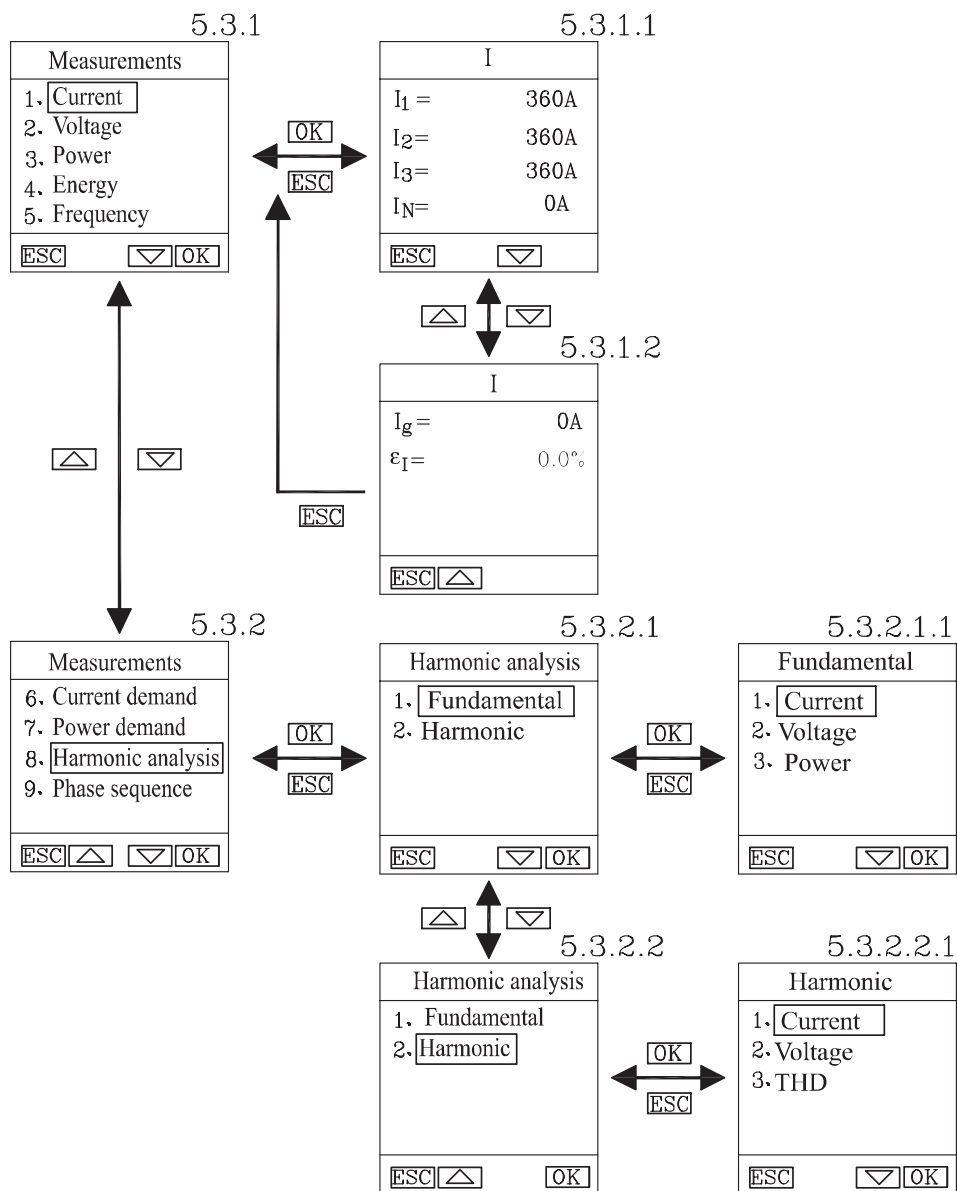 5.3.1
Measurements
1. Current
2. Voltage
3. Power
4. Energy
5. Frequency
ESC OK
OK
ESC
5.3.1.1
I
I1 = 360A
I2= 360A
I3= 360A
IN= 0A
ESC
5.3.1.2
I
Ig= 0A
εI= 0.0%
ESC
ESC
5.3.2
Measurements
6. Current demand
7. Power demand
8. Harmonic analysis
9. Phase sequence
ESC OK
OK
ESC
5.3.2.1
Harmonic analysis
1. Fundamental
2. Harmonic
ESC OK
OK
ESC
5.3.2.1.1
Fundamental
1. Current
2. Voltage
3. Power
ESC OK
5.3.2.2
Harmonic analysis
1. Fundamental
2. Harmonic
ESC OK
OK
ESC
5.3.2.2.1
Harmonic
1. Current
2. Voltage
3. THD
ESC OK